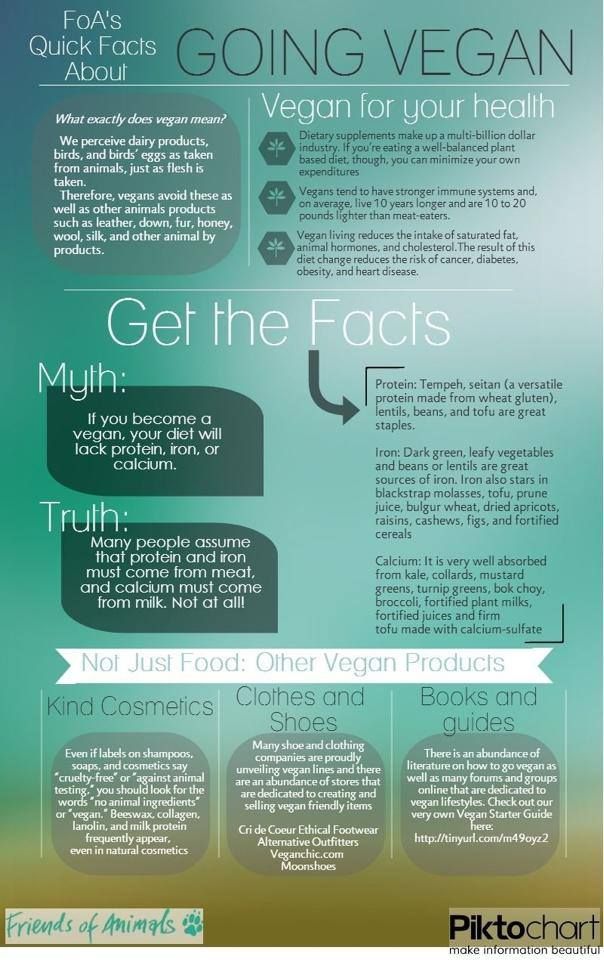 FoA's
Quick Facts
About
GOING VEGAN
What exactly does vegan mean?
We perceive dairy products,
birds, and birds' eggs as taken
from animals, just as flesh is
taken.
Therefore, vegans avoid these as
well as other animals products
such as leather, down, fur, honey,
wool, silk, and other animal by
products.
Vegan for your health
Dietary supplements make up a multi-billion dollar
industry. If you're eating a well-balanced plant
based diet, though, you can minimize your own
expenditures
Vegans tend to have stronger immune systems and,
on average, live 10 years longer and are 10 to 20
pounds lighter than meat-eaters.
Vegan living reduces the intake of saturated fat,
animal hormones, and cholesterol.The result of this
diet change reduces the risk of cancer, diabetes,
obesity, and heart disease.
Get the Facts
Myth:
If you become a
vegan, your diet will
lack protein, iron, or
calcium.
Truth:
Many people assume
that protein and iron
must come from meat,
and calcium must come
from milk. Not at all!
Protein: Tempeh, seitan (a versatile
protein made from wheat gluten),
lentils, beans, and tofu are great
staples.
Iron: Dark green, leafy vegetables
and beans or lentils are great
sources of iron. Iron also stars in
blackstrap molasses, tofu, prune
juice, bulgur wheat, dried apricots,
raisins, cashews, figs, and fortified
cereals
Calcium: It is very well absorbed
from kale, collards, mustard
greens, turnip greens, bok choy,
broccoli, fortified plant milks,
fortified juices and firm
tofu made with calcium-sulfate
Not Just Food: Other Vegan Products
Kind Cosmetics
Even if labels on shampoos,
soaps, and cosmetics say
"cruelty-free" or "against animal
testing," you should look for the
words "no animal ingredients"
or "vegan." Beeswax, collagen,
lanolin, and milk protein
frequently appear,
even in natural cosmetics
Clothes and
Shoes
Many shoe and clothing
companies are proudly
unveiling vegan lines and there
are an abundance of stores that
are dedicated to creating and
selling vegan friendly items
Cri de Coeur Ethical Footwear
Alternative Outfitters
Veganchic.com
Moonshoes
Books and
guides
There is an abundance of
literature on how to go vegan as
well as many forums and groups
online that are dedicated to
vegan lifestyles. Check out our
very own Vegan Starter Guide
here:
http://tinyurl.com/m49oyz2
Friends of Animals
Piktochart
make information beautiful